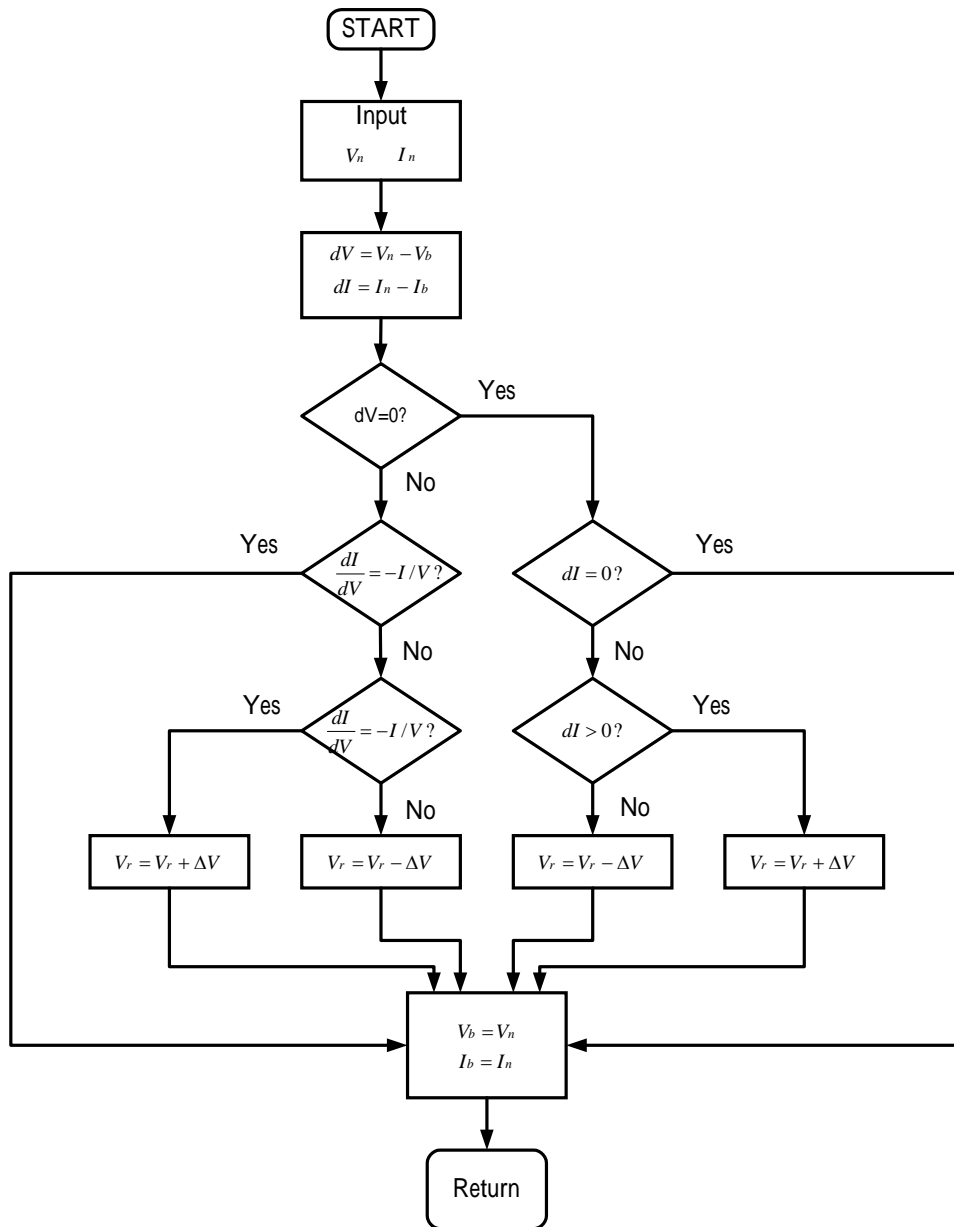 START
Input
Vn In
dV = Vn − Vb
dI = In − Ib
dV=0?
Yes
No
Yes
dI/dV = −I/V?
dI = 0?
Yes
No
No
Yes
dI/dV = −I/V?
dI > 0?
Yes
No
No
Vr = Vr + ΔV
Vr = Vr − ΔV
Vr = Vr − ΔV
Vr = Vr + ΔV
Vb = Vn
Ib = In
Return